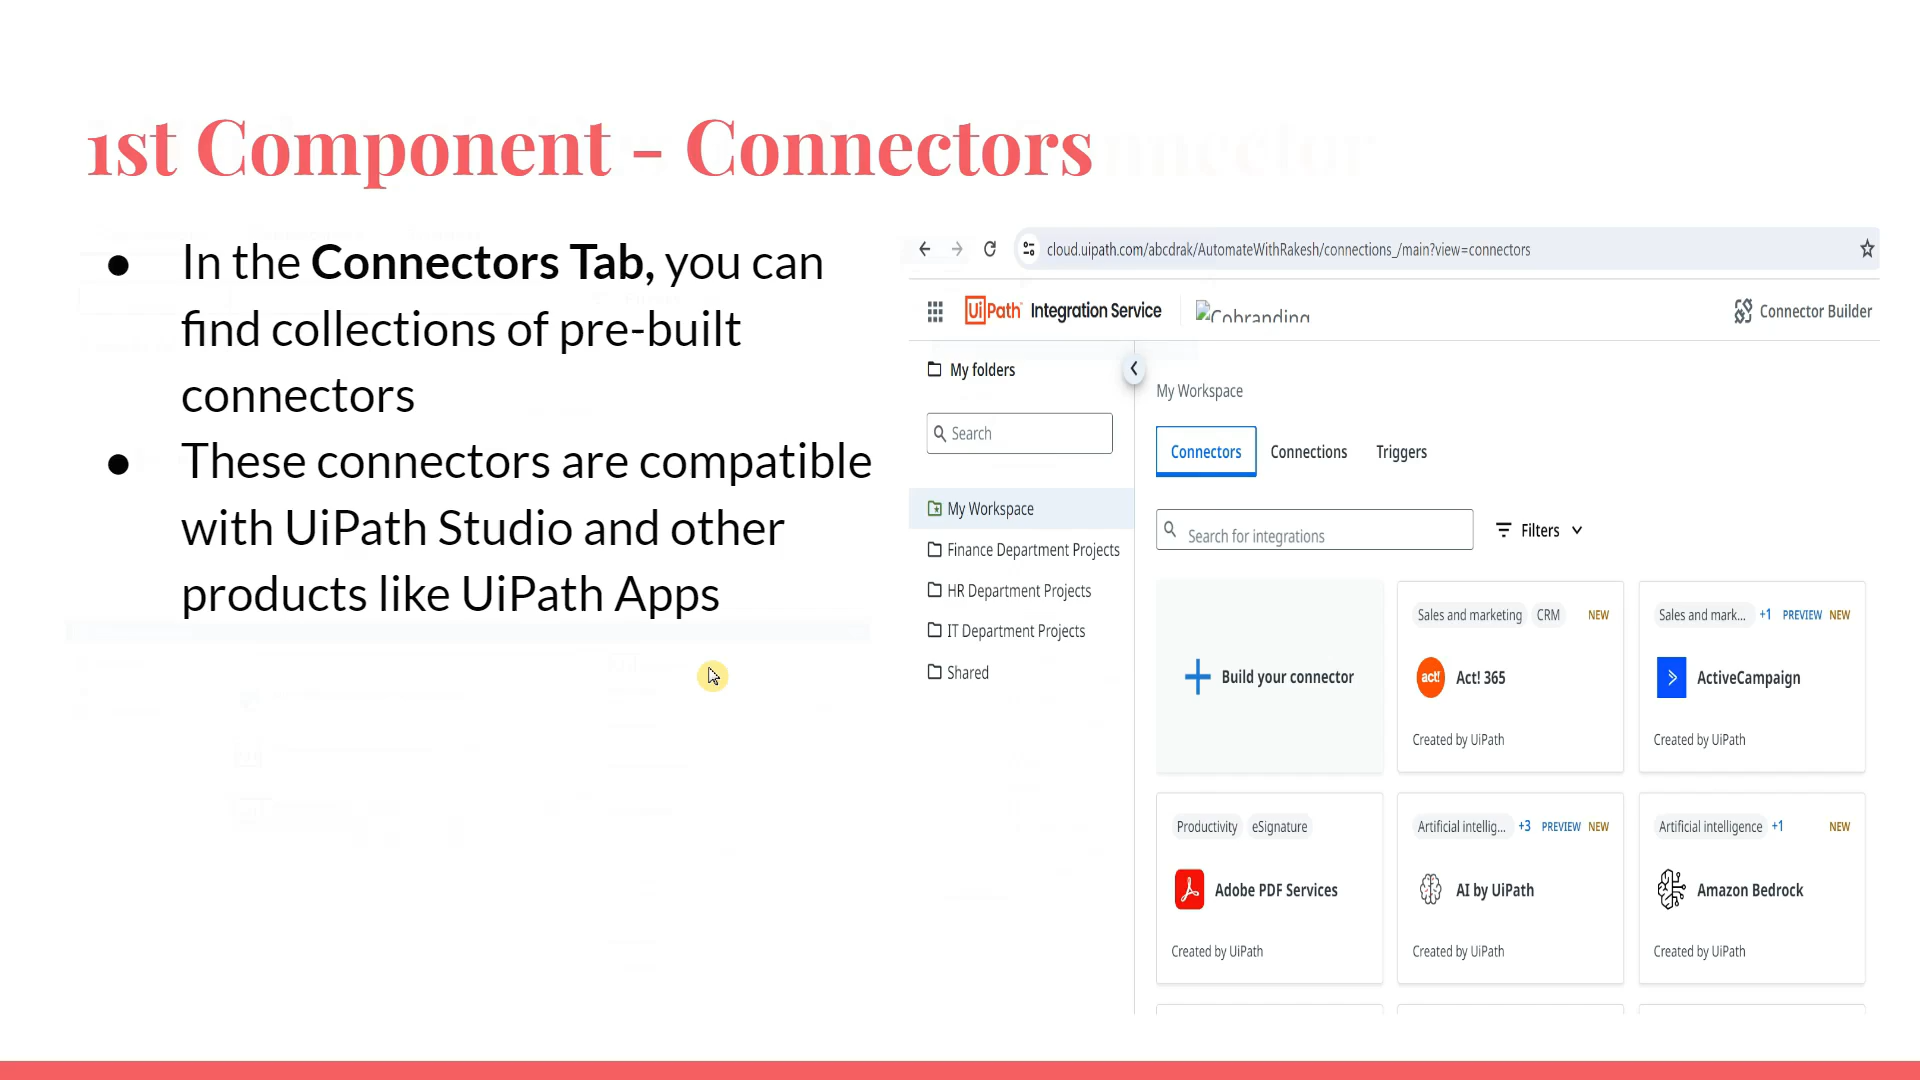 1st Component - Connectors
● In the Connectors Tab, you can
find collections of pre-built
connectors
● These connectors are compatible
with UiPath Studio and other
products like UiPath Apps
cloud.uipath.com/abcdrak/AutomateWithRakesh/connections_/main?view=connectors
UiPath Integration Service
Cobranding
Connector Builder
My folders
Search
My Workspace
Finance Department Projects
HR Department Projects
IT Department Projects
Shared
My Workspace
Connectors Connections Triggers
Search for integrations
Filters
Build your connector
Sales and marketing CRM NEW
act! Act! 365
Created by UiPath
Sales and mark... +1 PREVIEW NEW
ActiveCampaign
Created by UiPath
Productivity eSignature
Adobe PDF Services
Created by UiPath
Artificial intellig... +3 PREVIEW NEW
AI by UiPath
Created by UiPath
Artificial intelligence +1 NEW
Amazon Bedrock
Created by UiPath